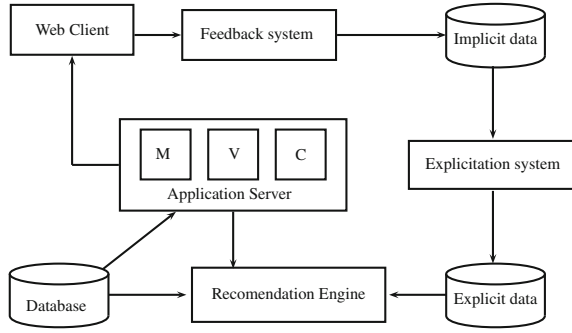 Web Client
Feedback system
Implicit data
M
V
C
Application Server
Explicitation system
Database
Recomendation Engine
Explicit data